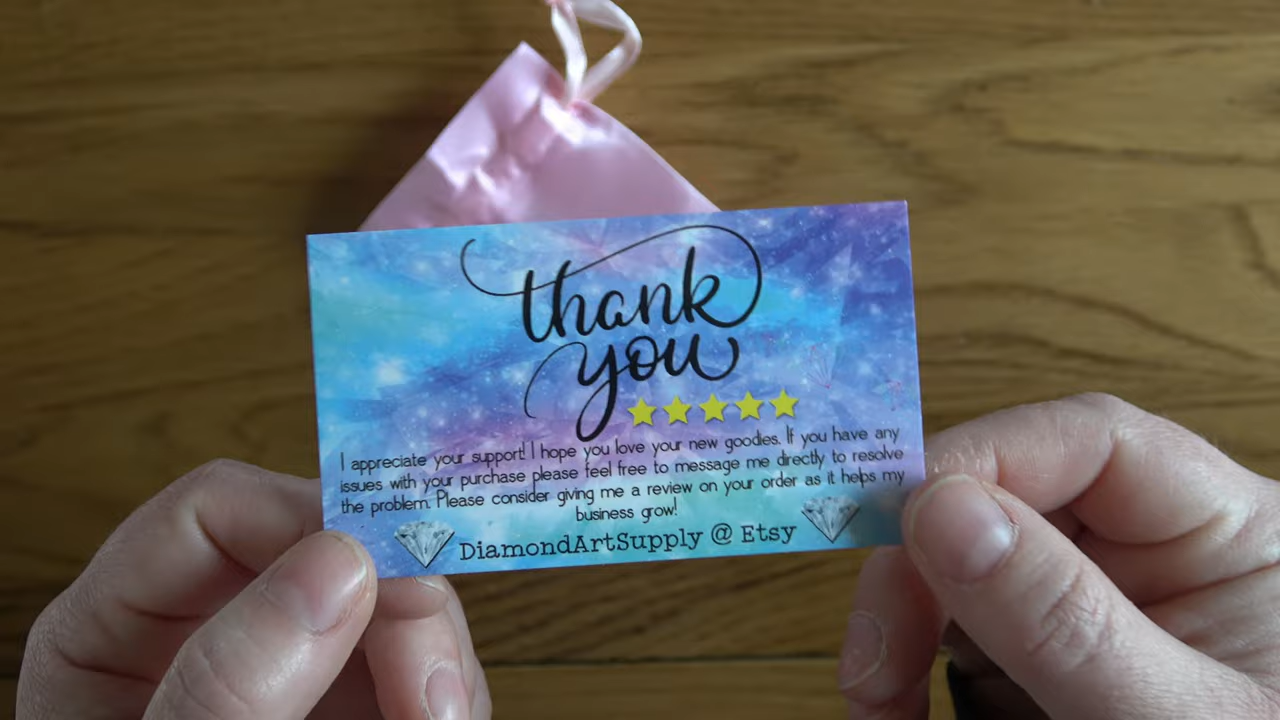 thank
you
I appreciate your support! I hope you love your new goodies. If you have any
issues with your purchase please feel free to message me directly to resolve
the problem. Please consider giving me a review on your order as it helps my
business grow!
DiamondArtSupply @ Etsy